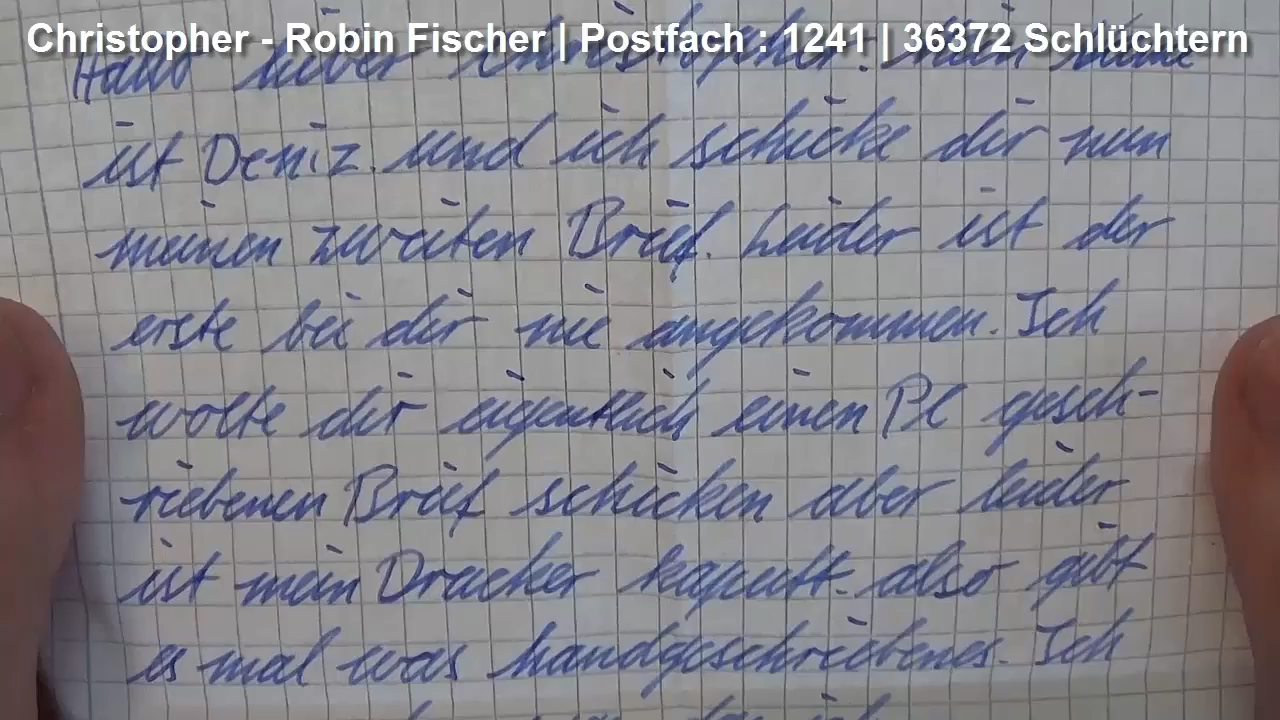 Christopher - Robin Fischer | Postfach : 1241 | 36372 Schlüchtern
Hallo lieber Christopher. Mein Name
ist Deniz. und ich schicke dir nun
meinen zweiten Brief. Leider ist der
erste bei dir nie angekommen. Ich
wolte dir eigentlich einen PC gesch-
riebenen Brief schicken aber leider
ist mein Drucker kaputt. also gibt
es mal was handgeschriebenes. Ich